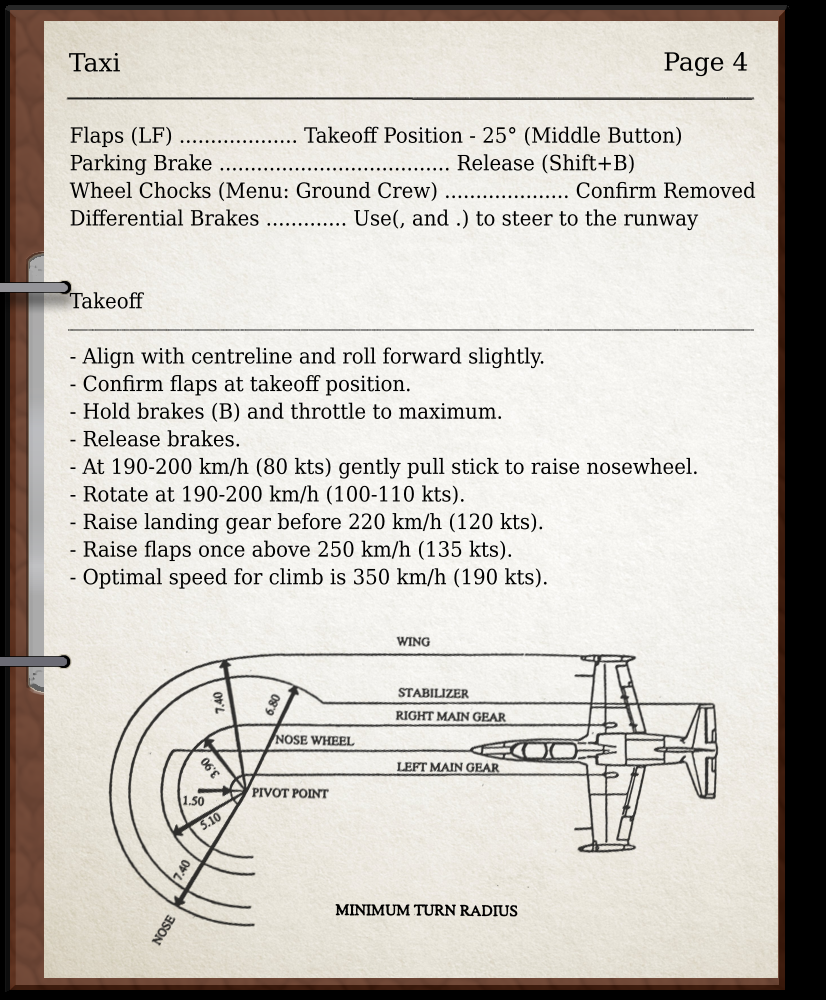 Taxi Page 4
Flaps (LF) .................. Takeoff Position - 25° (Middle Button)
Parking Brake ................................... Release (Shift+B)
Wheel Chocks (Menu: Ground Crew) ................... Confirm Removed
Differential Brakes ............. Use(, and .) to steer to the runway
Takeoff
- Align with centreline and roll forward slightly.
- Confirm flaps at takeoff position.
- Hold brakes (B) and throttle to maximum.
- Release brakes.
- At 190-200 km/h (80 kts) gently pull stick to raise nosewheel.
- Rotate at 190-200 km/h (100-110 kts).
- Raise landing gear before 220 km/h (120 kts).
- Raise flaps once above 250 km/h (135 kts).
- Optimal speed for climb is 350 km/h (190 kts).
WING
STABILIZER
7.40
6.80
RIGHT MAIN GEAR
NOSE WHEEL
3.90
LEFT MAIN GEAR
1.50
PIVOT POINT
5.10
7.40
NOSE
MINIMUM TURN RADIUS